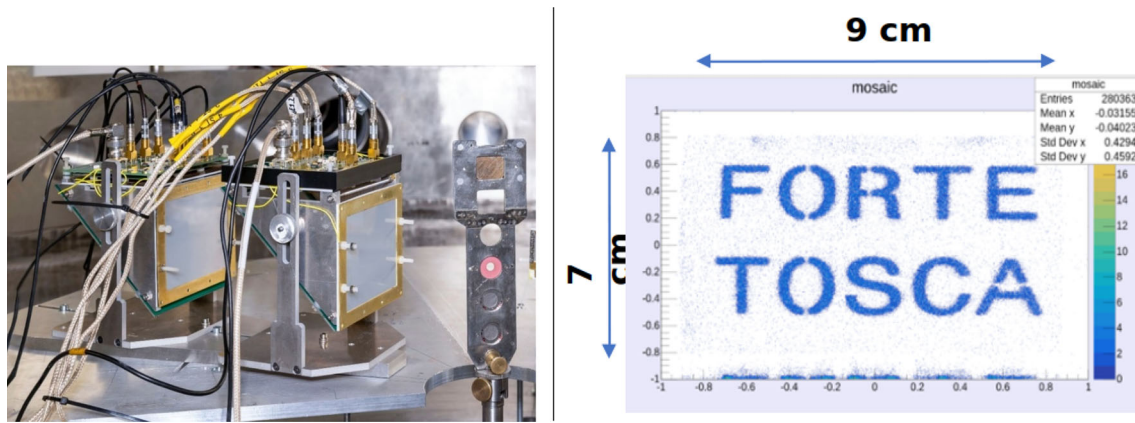 9 cm
7 cm
mosaic
mosaic
Entries 280363
Mean x -0.03155
Mean y -0.04023
Std Dev x 0.4294
Std Dev y 0.4592
1
0.8
0.6
0.4
0.2
0
-0.2
-0.4
-0.6
-0.8
-1
FORTE
TOSCA
16
14
12
10
8
6
4
2
0
-1 -0.8 -0.6 -0.4 -0.2 0 0.2 0.4 0.6 0.8 1